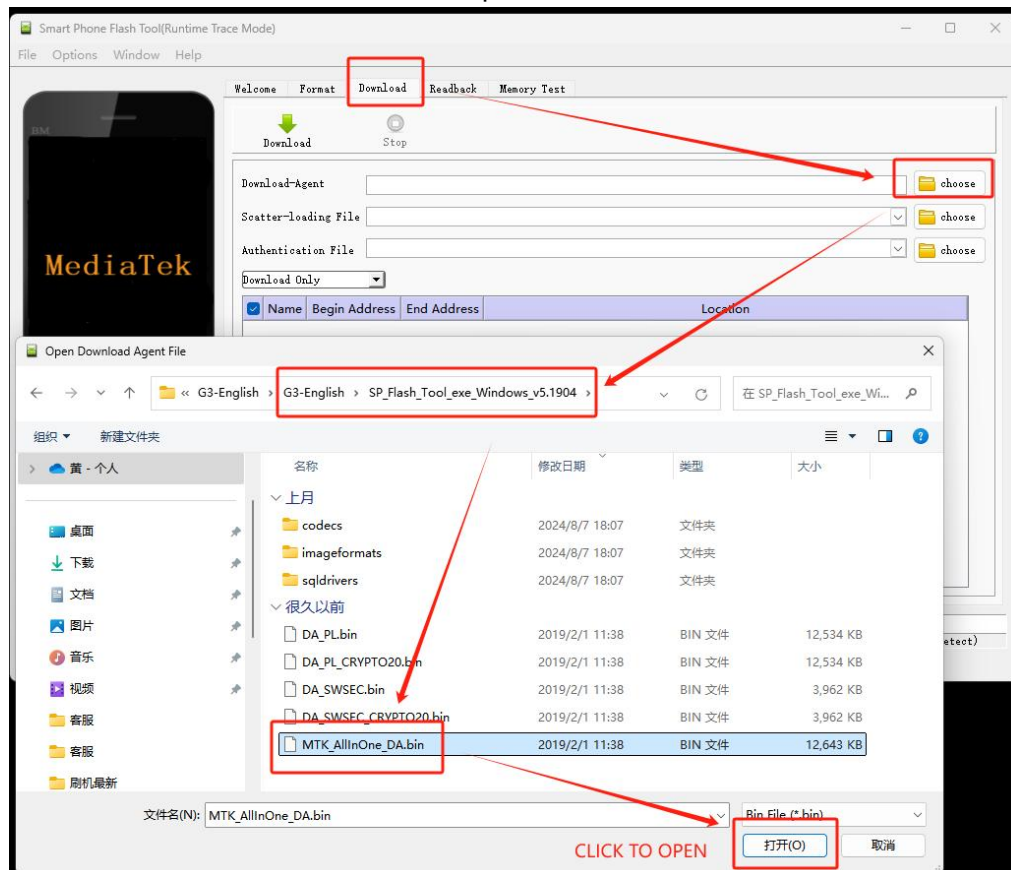 Smart Phone Flash Tool(Runtime Trace Mode)
File Options Window Help
Welcome Format Download Readback Memory Test
BM
Download Stop
Download-Agent choose
Scatter-loading File choose
Authentication File choose
MediaTek
Download Only
Name Begin Address End Address Location
Open Download Agent File
« G3-English › G3-English › SP_Flash_Tool_exe_Windows_v5.1904 › 在 SP_Flash_Tool_exe_Wi...
组织 新建文件夹
黄 - 个人
名称 修改日期 类型 大小
上月
桌面
codecs 2024/8/7 18:07 文件夹
下载
imageformats 2024/8/7 18:07 文件夹
文档
sqldrivers 2024/8/7 18:07 文件夹
很久以前
图片
DA_PL.bin 2019/2/1 11:38 BIN 文件 12,534 KB
etect)
音乐
DA_PL_CRYPTO20.bin 2019/2/1 11:38 BIN 文件 12,534 KB
视频
DA_SWSEC.bin 2019/2/1 11:38 BIN 文件 3,962 KB
客服
DA_SWSEC_CRYPTO20.bin 2019/2/1 11:38 BIN 文件 3,962 KB
客服
MTK_AllInOne_DA.bin 2019/2/1 11:38 BIN 文件 12,643 KB
刷机最新
文件名(N): MTK_AllInOne_DA.bin Bin File (*.bin)
CLICK TO OPEN 打开(O) 取消